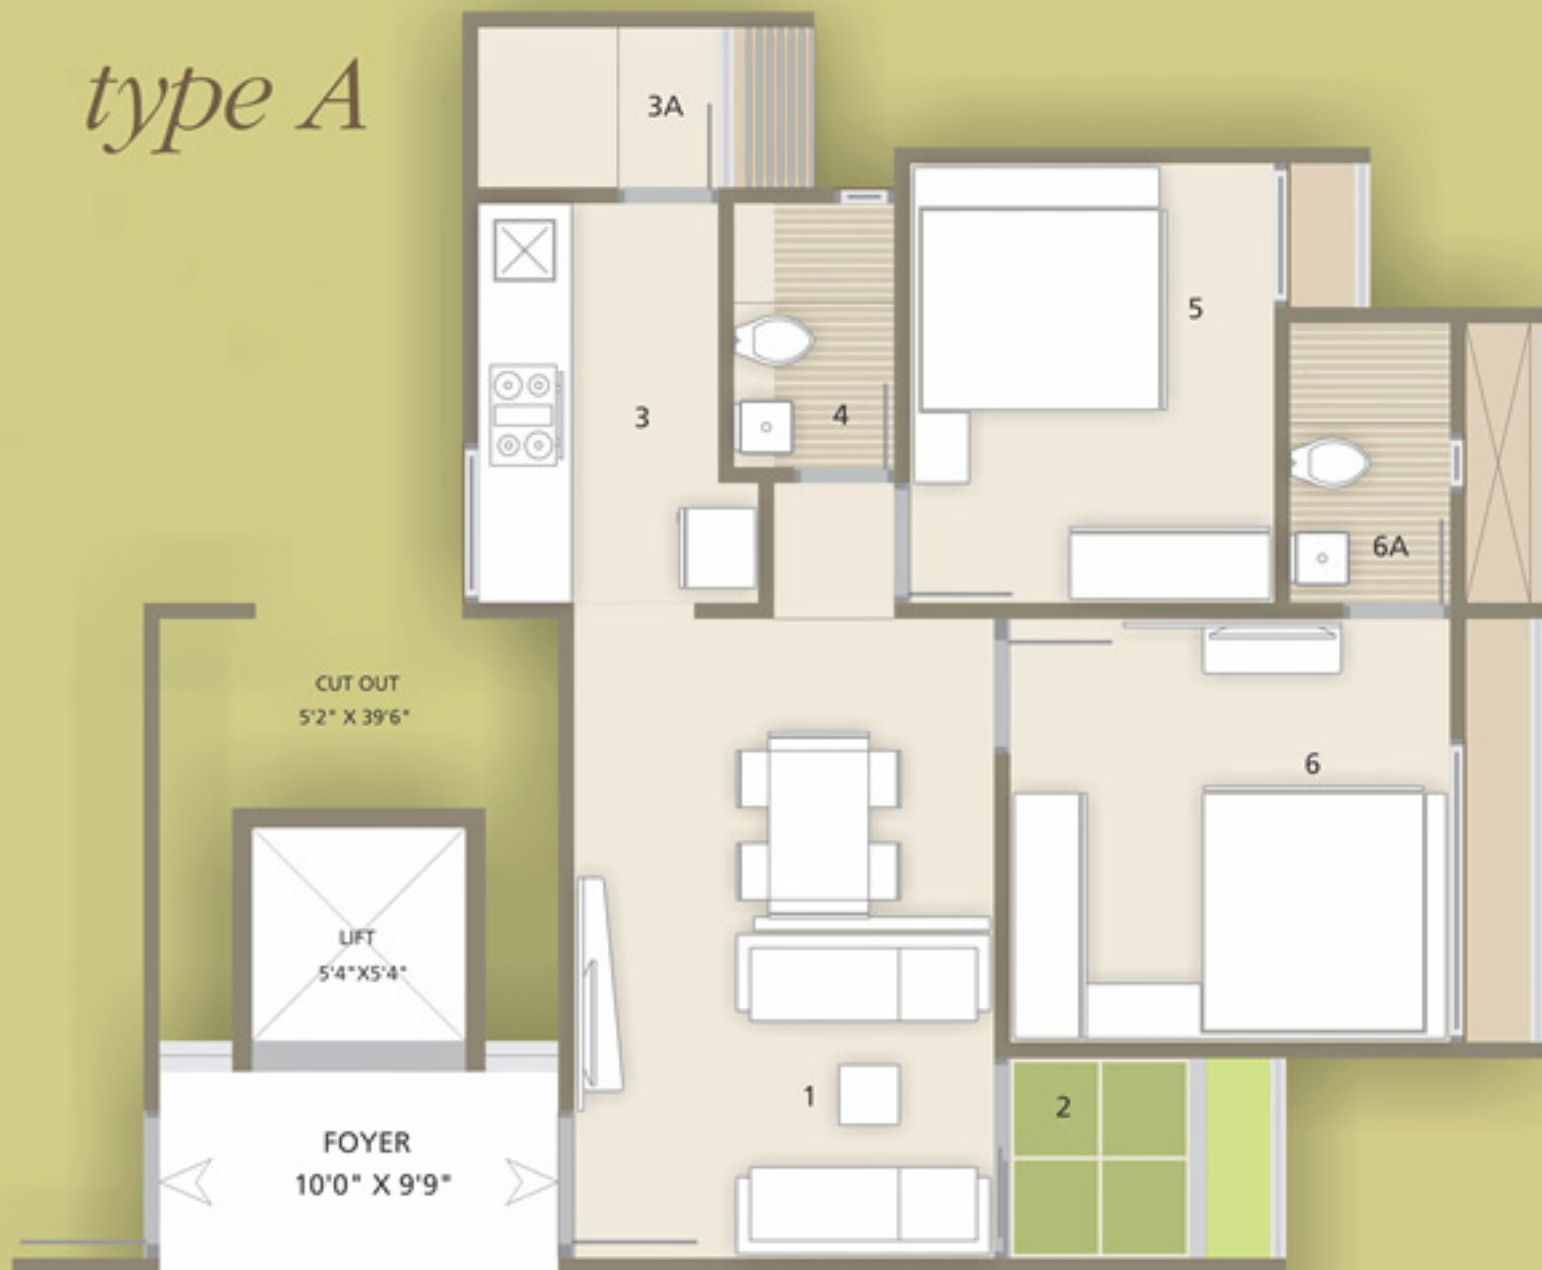 type A
3A
5
3
4
6A
CUT OUT
5'2" X 39'6"
6
LIFT
5'4"X5'4"
1
2
FOYER
10'0" X 9'9"